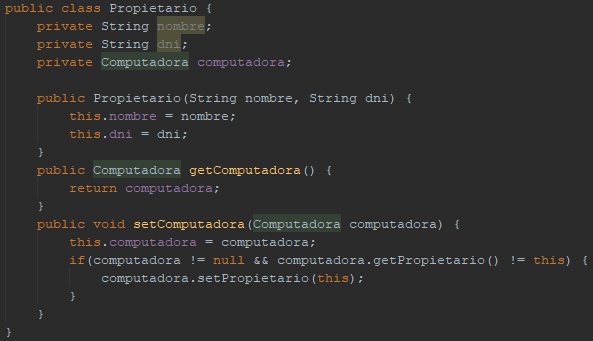 public class Propietario {
    private String nombre;
    private String dni;
    private Computadora computadora;

    public Propietario(String nombre, String dni) {
        this.nombre = nombre;
        this.dni = dni;
    }
    public Computadora getComputadora() {
        return computadora;
    }
    public void setComputadora(Computadora computadora) {
        this.computadora = computadora;
        if(computadora != null && computadora.getPropietario() != this) {
            computadora.setPropietario(this);
        }
    }
}